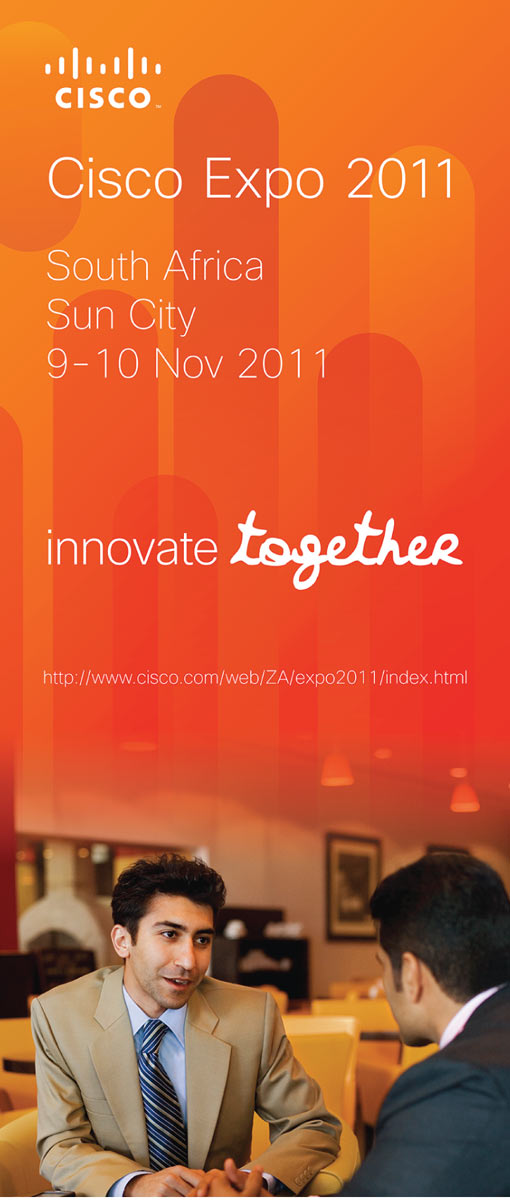 CISCO™
Cisco Expo 2011
South Africa
Sun City
9-10 Nov 2011
innovate together
http://www.cisco.com/web/ZA/expo2011/index.html